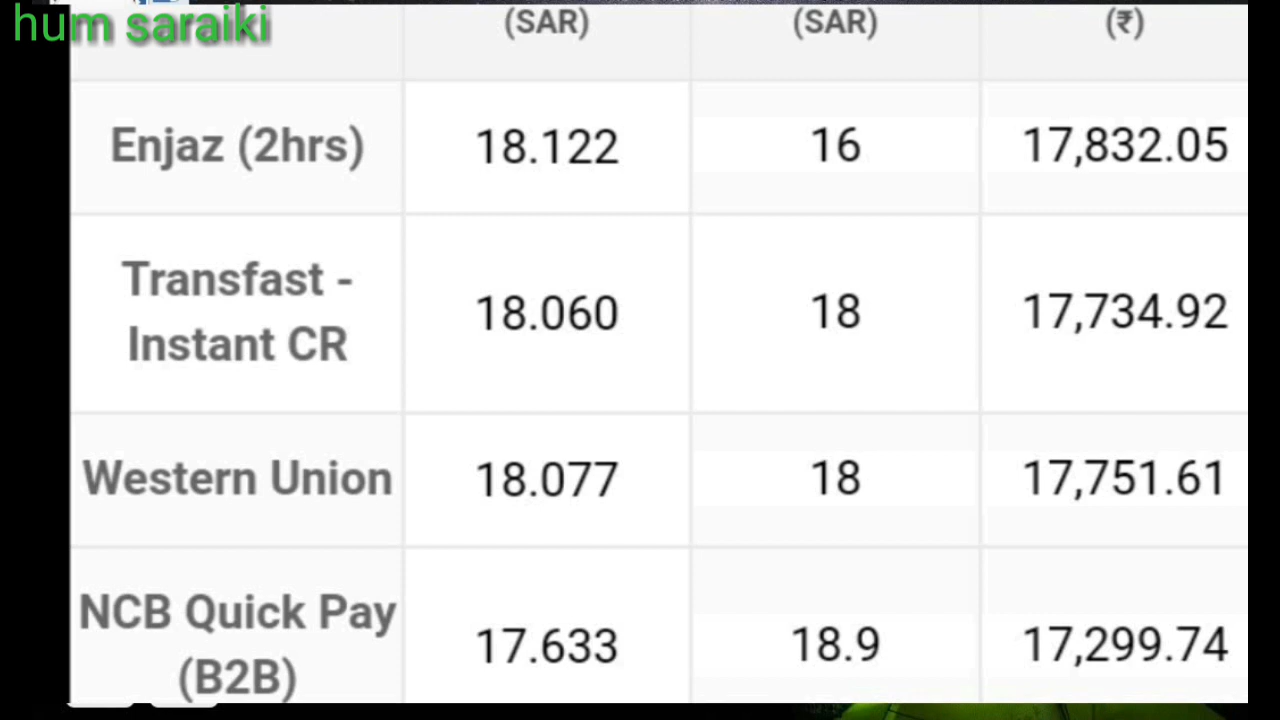 hum saraiki
(SAR) (SAR) (₹)
Enjaz (2hrs) 18.122 16 17,832.05
Transfast -
Instant CR 18.060 18 17,734.92
Western Union 18.077 18 17,751.61
NCB Quick Pay
(B2B) 17.633 18.9 17,299.74